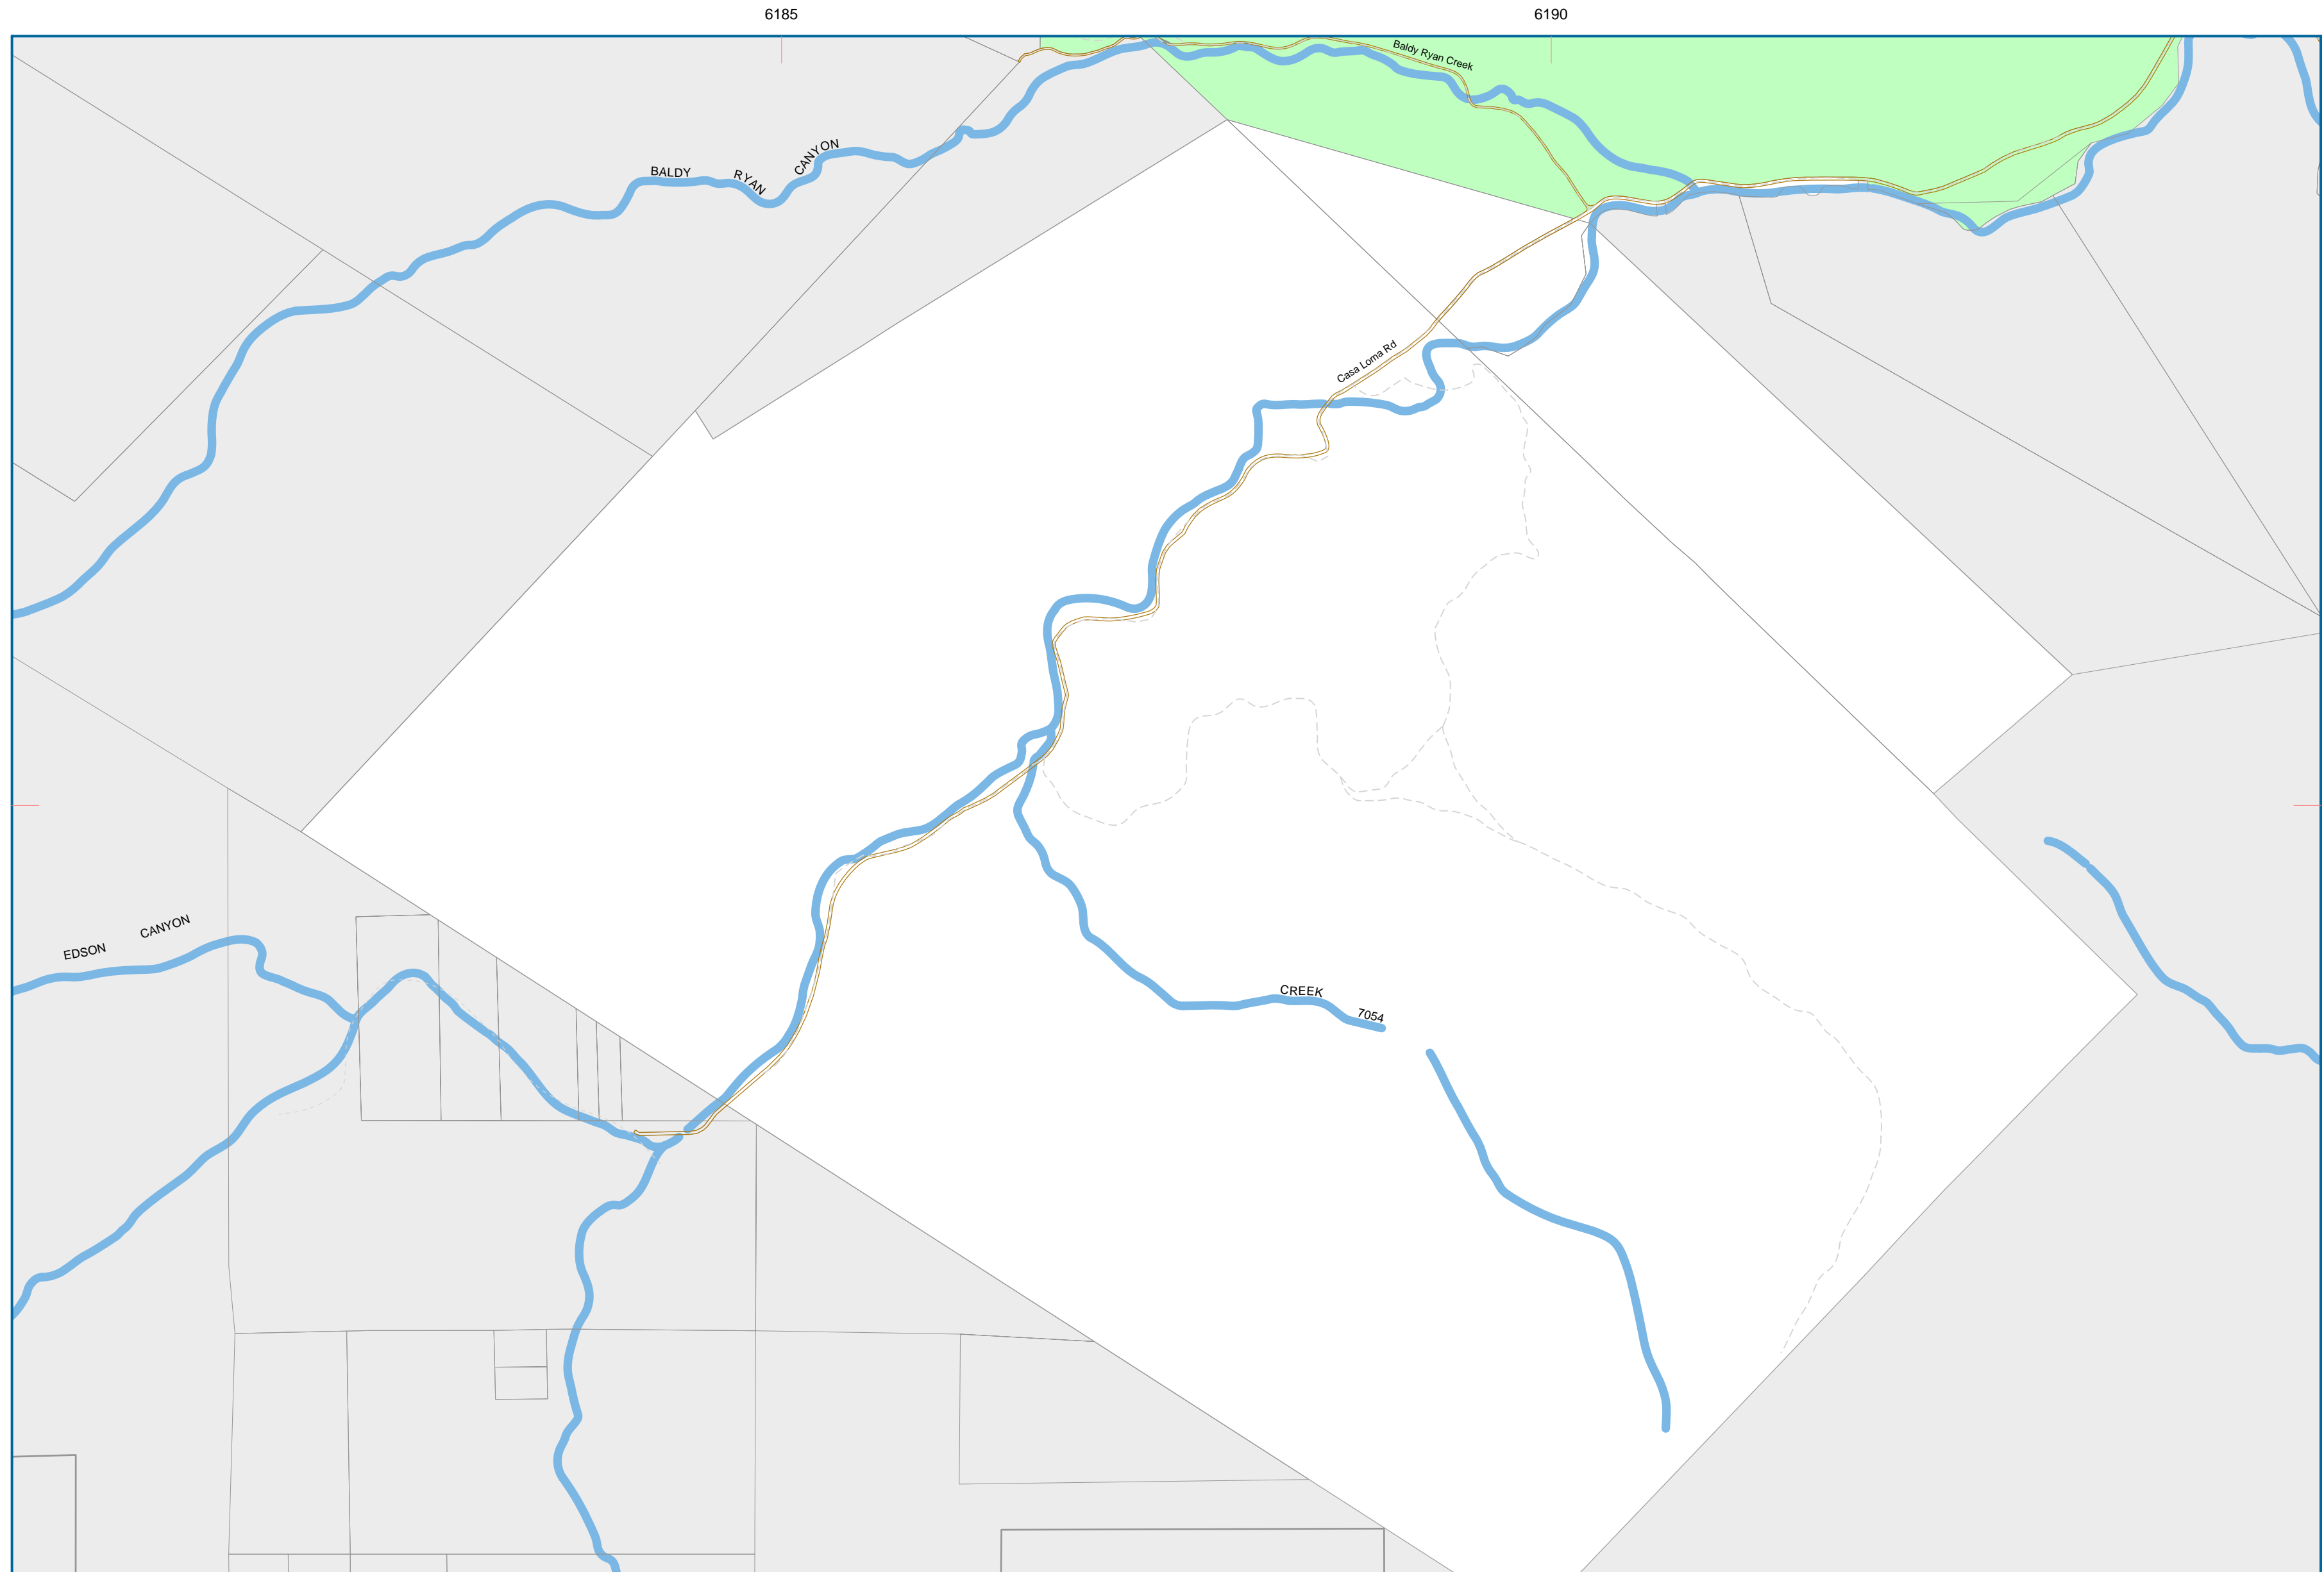 6185
6190
Baldy Ryan Creek
BALDY RYAN CANYON
Casa Loma Rd
EDSON CANYON
CREEK
7054